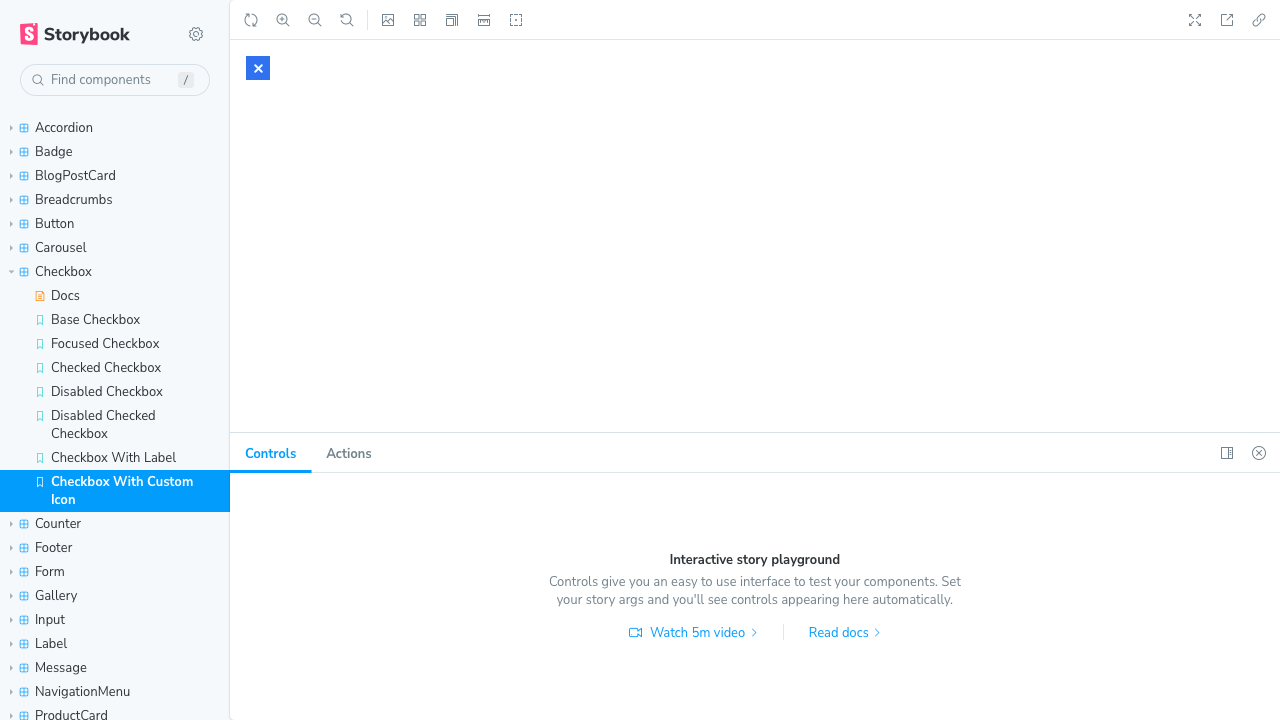 Storybook
Find components
/
Accordion
Badge
BlogPostCard
Breadcrumbs
Button
Carousel
Checkbox
Docs
Base Checkbox
Focused Checkbox
Checked Checkbox
Disabled Checkbox
Disabled Checked
Checkbox
Checkbox With Label
Checkbox With Custom
Icon
Counter
Footer
Form
Gallery
Input
Label
Message
NavigationMenu
ProductCard
Controls
Actions
Interactive story playground
Controls give you an easy to use interface to test your components. Set
your story args and you'll see controls appearing here automatically.
Watch 5m video
Read docs